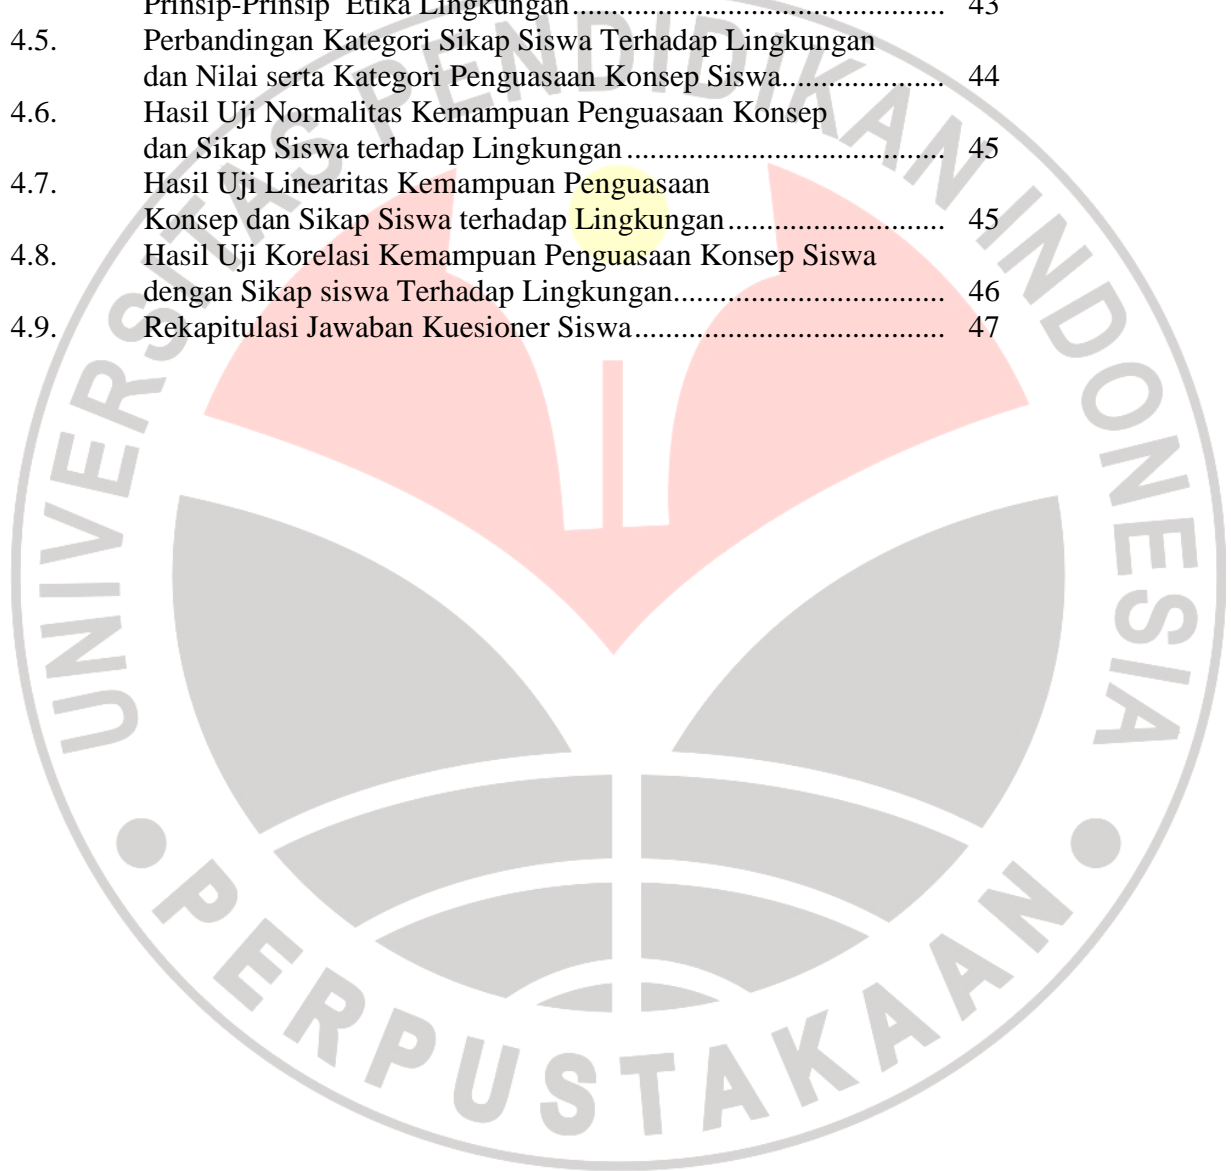 Prinsip-Prinsip Etika Lingkungan........................................ 43
4.5. Perbandingan Kategori Sikap Siswa Terhadap Lingkungan
dan Nilai serta Kategori Penguasaan Konsep Siswa..................... 44
4.6. Hasil Uji Normalitas Kemampuan Penguasaan Konsep
dan Sikap Siswa terhadap Lingkungan................................... 45
4.7. Hasil Uji Linearitas Kemampuan Penguasaan
Konsep dan Sikap Siswa terhadap Lingkungan........................ 45
4.8. Hasil Uji Korelasi Kemampuan Penguasaan Konsep Siswa
dengan Sikap siswa Terhadap Lingkungan.............................. 46
4.9. Rekapitulasi Jawaban Kuesioner Siswa.................................. 47
UNIVERSITAS PENDIDIKAN INDONESIA
PERPUSTAKAAN